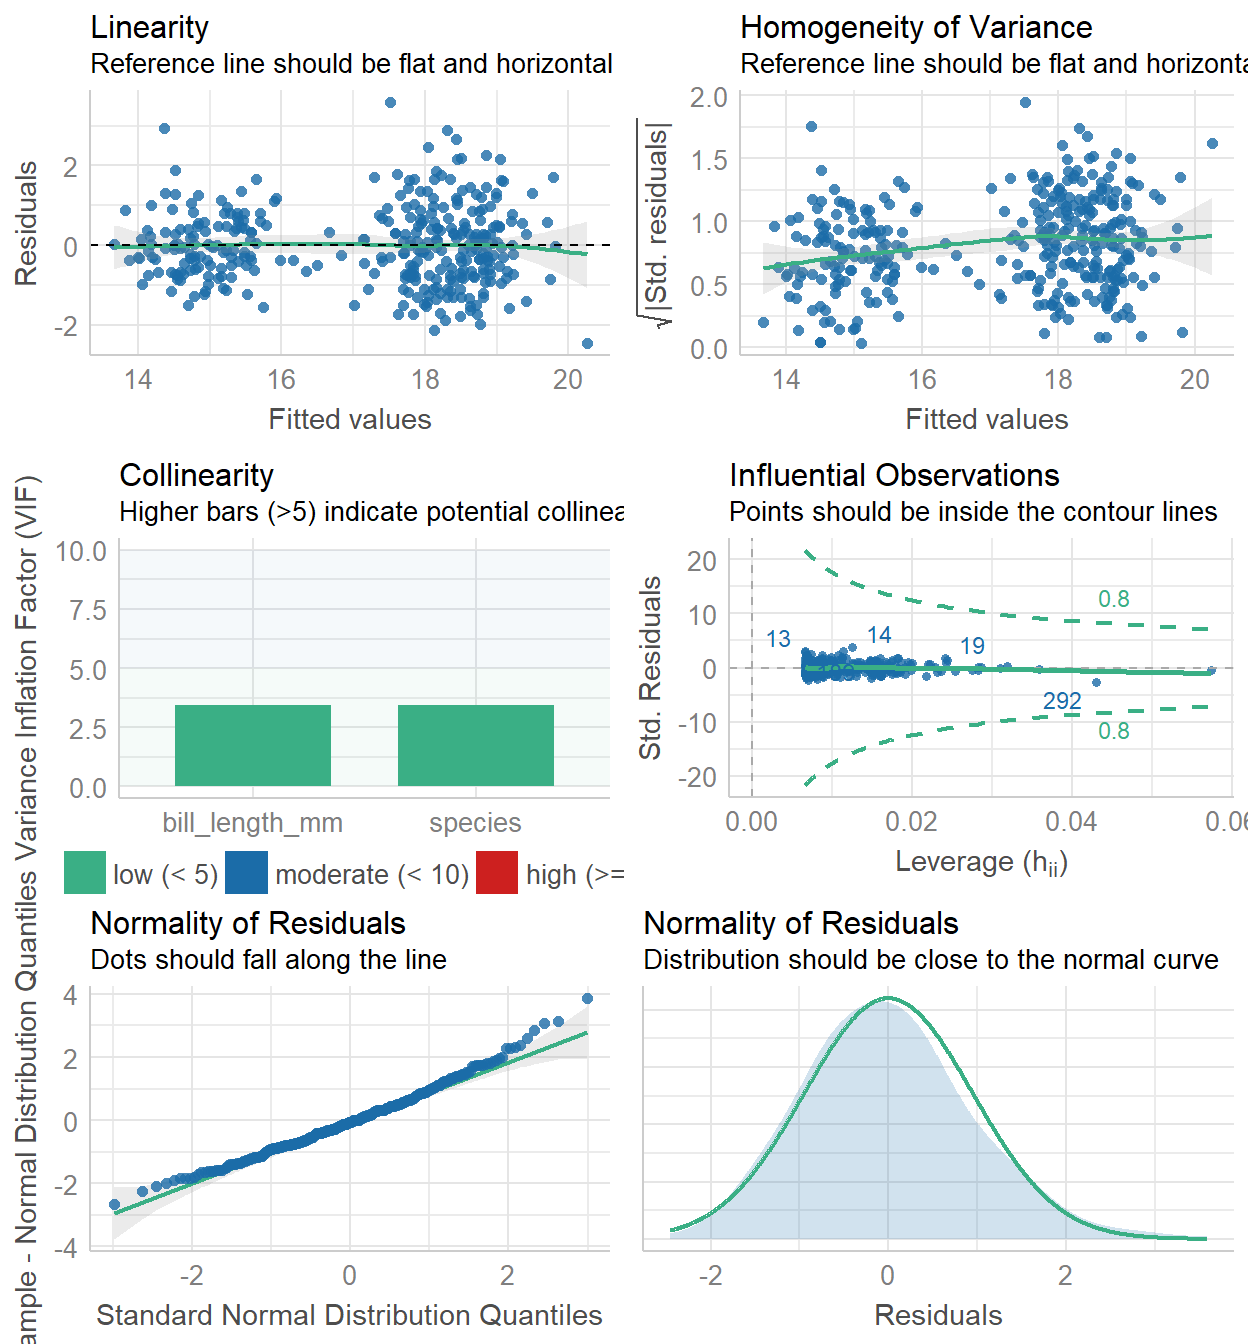 Linearity
Reference line should be flat and horizontal
Residuals
2
0
-2
14
16
18
20
Fitted values
Homogeneity of Variance
Reference line should be flat and horizonta
√|Std. residuals|
2.0
1.5
1.0
0.5
0.0
14
16
18
20
Fitted values
Collinearity
Higher bars (>5) indicate potential collinea
Variance Inflation Factor (VIF)
10.0
7.5
5.0
2.5
0.0
bill_length_mm
species
low (< 5)
moderate (< 10)
high (>=
Influential Observations
Points should be inside the contour lines
Std. Residuals
20
10
0
-10
-20
0.8
13
14
19
292
0.8
0.00
0.02
0.04
0.06
Leverage (hii)
Normality of Residuals
Dots should fall along the line
ample - Normal Distribution Quantiles
4
2
0
-2
-4
-2
0
2
Standard Normal Distribution Quantiles
Normality of Residuals
Distribution should be close to the normal curve
-2
0
2
Residuals